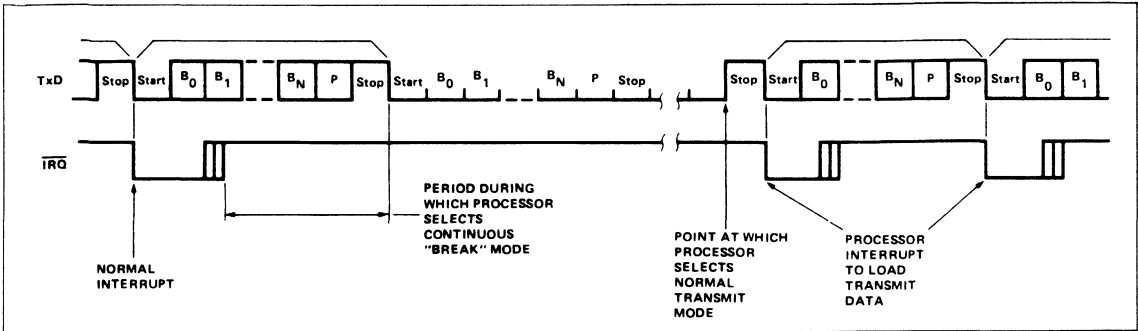 TxD Stop Start B0 B1 BN P Stop Start B0 B1 BN P Stop Stop Start B0 BN P Stop Start B0 B1
IRQ
NORMAL
INTERRUPT
PERIOD DURING
WHICH PROCESSOR
SELECTS
CONTINUOUS
"BREAK" MODE
POINT AT WHICH
PROCESSOR
SELECTS
NORMAL
TRANSMIT
MODE
PROCESSOR
INTERRUPT
TO LOAD
TRANSMIT
DATA